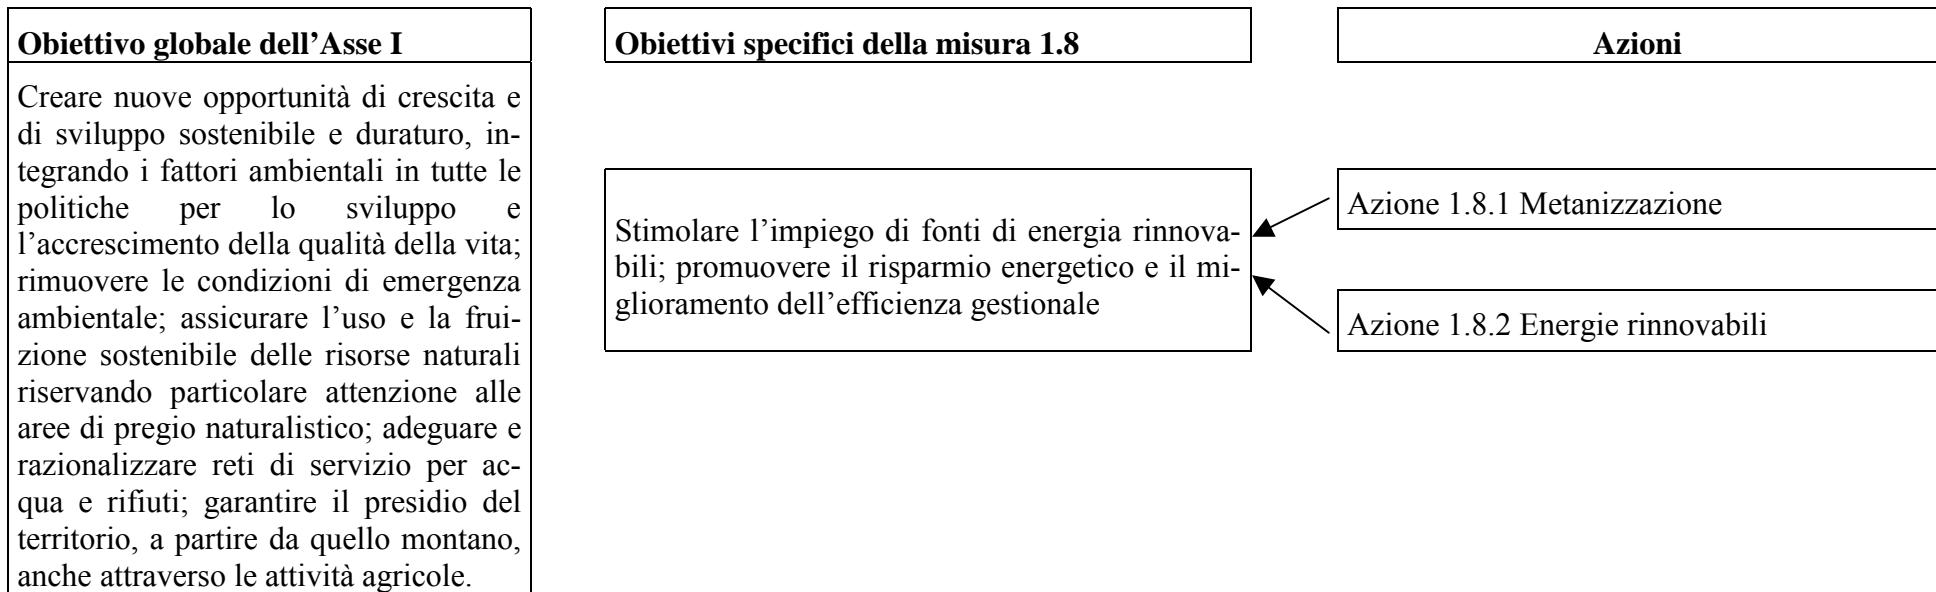 Obiettivo globale dell’Asse I
Creare nuove opportunità di crescita e
di sviluppo sostenibile e duraturo, in-
tegrando i fattori ambientali in tutte le
politiche per lo sviluppo e
l’accrescimento della qualità della vita;
rimuovere le condizioni di emergenza
ambientale; assicurare l’uso e la frui-
zione sostenibile delle risorse naturali
riservando particolare attenzione alle
aree di pregio naturalistico; adeguare e
razionalizzare reti di servizio per ac-
qua e rifiuti; garantire il presidio del
territorio, a partire da quello montano,
anche attraverso le attività agricole.
Obiettivi specifici della misura 1.8
Stimolare l’impiego di fonti di energia rinnova-
bili; promuovere il risparmio energetico e il mi-
glioramento dell’efficienza gestionale
Azioni
Azione 1.8.1 Metanizzazione
Azione 1.8.2 Energie rinnovabili